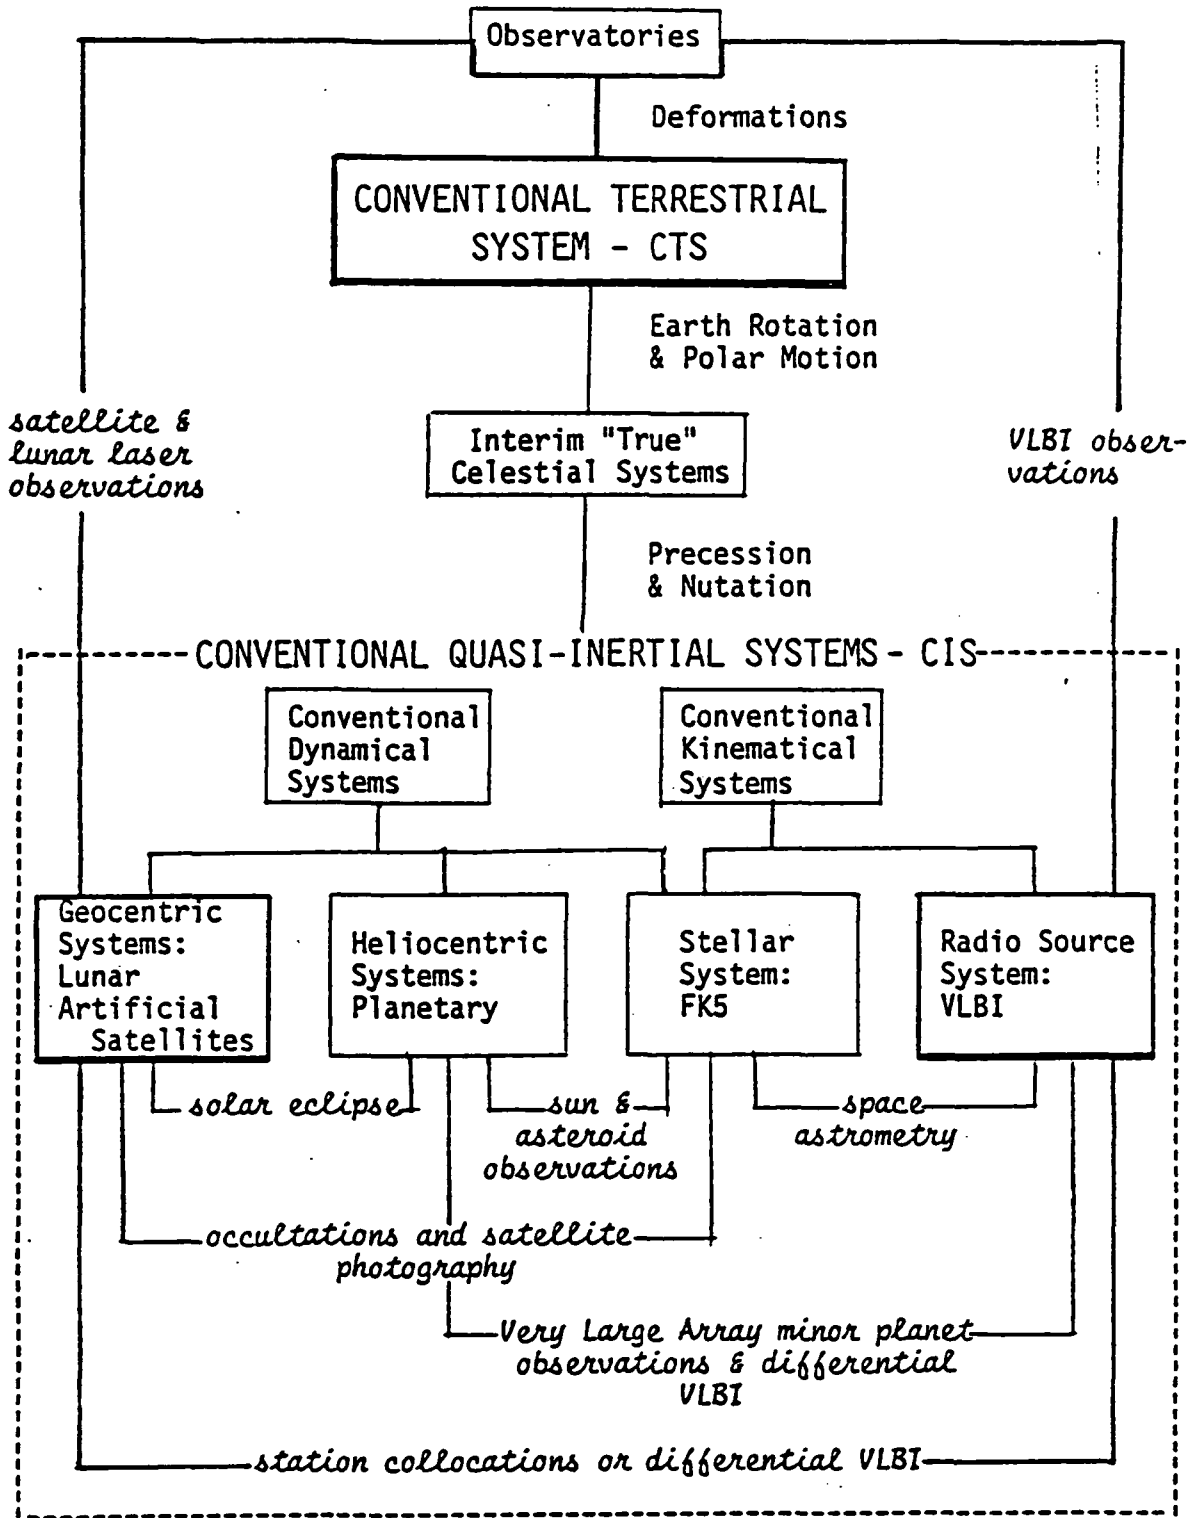 Observatories
Deformations
CONVENTIONAL TERRESTRIAL
SYSTEM - CTS
Earth Rotation
& Polar Motion
satellite &
lunar laser
observations
Interim "True"
Celestial Systems
VLBI obser-
vations
Precession
& Nutation
CONVENTIONAL QUASI-INERTIAL SYSTEMS - CIS
Conventional
Dynamical
Systems
Conventional
Kinematical
Systems
Geocentric
Systems:
Lunar
Artificial
Satellites
Heliocentric
Systems:
Planetary
Stellar
System:
FK5
Radio Source
System:
VLBI
solar eclipse
sun &
asteroid
observations
space
astrometry
occultations and satellite
photography
Very Large Array minor planet
observations & differential
VLBI
station collocations or differential VLBI